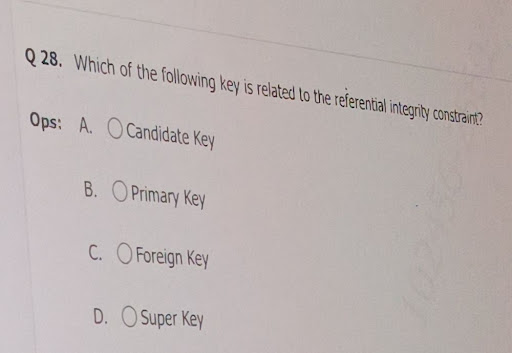 Q 28. Which of the following key is related to the referential integrity constraint?
Ops: A. Candidate Key
B. Primary Key
C. Foreign Key
D. Super Key